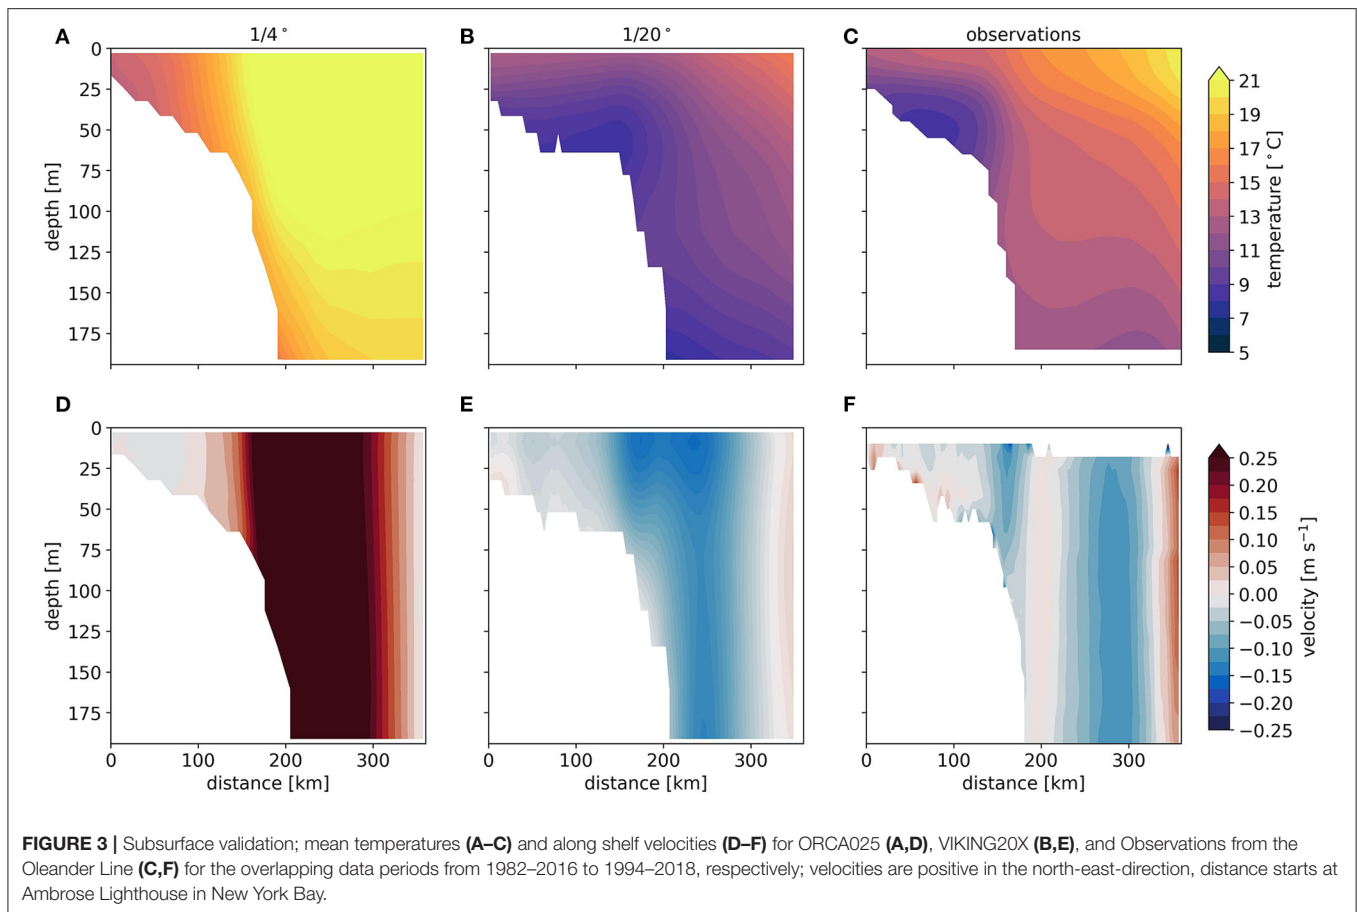 A
1/4°
B
1/20°
C
observations
0
25
50
75
100
125
150
175
depth [m]
21
19
17
15
13
11
9
7
5
temperature [°C]
D
E
F
0
25
50
75
100
125
150
175
depth [m]
0
100
200
300
distance [km]
0
100
200
300
distance [km]
0
100
200
300
distance [km]
0.25
0.20
0.15
0.10
0.05
0.00
−0.05
−0.10
−0.15
−0.20
−0.25
velocity [m s⁻¹]
FIGURE 3 | Subsurface validation; mean temperatures (A–C) and along shelf velocities (D–F) for ORCA025 (A,D), VIKING20X (B,E), and Observations from the
Oleander Line (C,F) for the overlapping data periods from 1982–2016 to 1994–2018, respectively; velocities are positive in the north-east-direction, distance starts at
Ambrose Lighthouse in New York Bay.